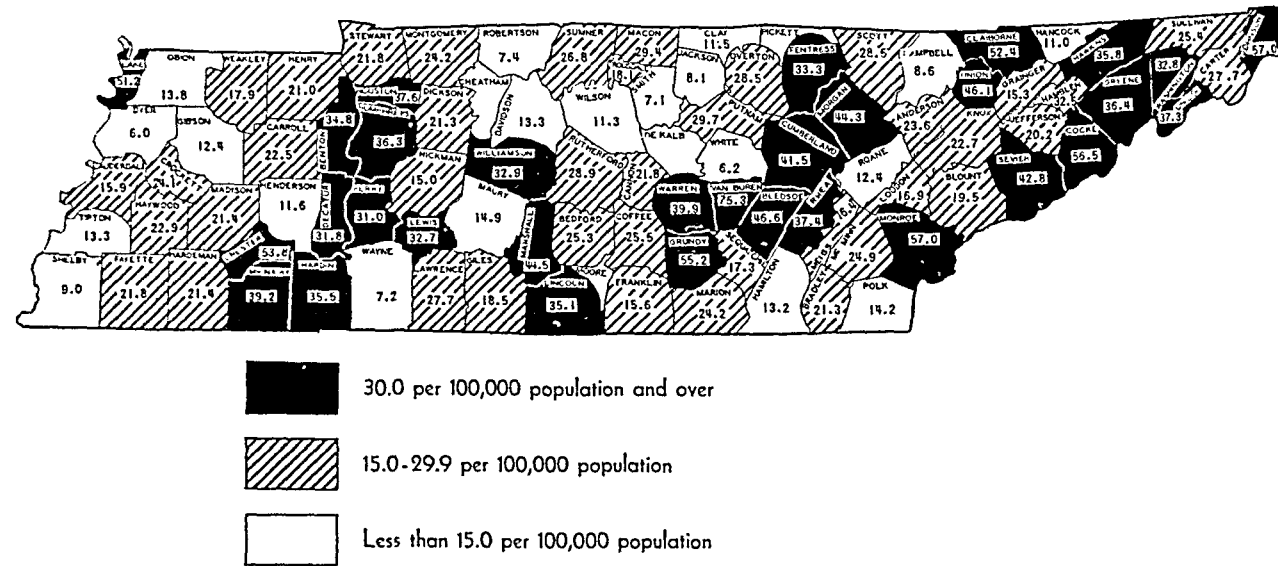 LAKE
51.2
OBION
13.8
WEAKLEY
17.9
HENRY
21.0
STEWART
21.8
MONTGOMERY
24.2
ROBERTSON
7.4
SUMNER
26.8
MACON
29.4
CLAY
11.5
PICKETT
FENTRESS
33.3
SCOTT
28.5
CAMPBELL
8.6
CLAIBORNE
52.4
HANCOCK
11.0
HAWKINS
35.8
SULLIVAN
25.4
57.0
DYER
6.0
GIBSON
12.4
CARROLL
22.5
BENTON
34.8
HOUSTON
37.6
HUMPHREYS
36.3
DICKSON
21.3
CHEATHAM
DAVIDSON
13.3
WILSON
11.3
18.1
SMITH
7.1
JACKSON
8.1
OVERTON
28.5
PUTNAM
29.7
DE KALB
WHITE
6.2
CUMBERLAND
41.5
MORGAN
44.3
ANDERSON
23.6
UNION
46.1
GRAINGER
15.3
HAMBLEN
32.5
GREENE
36.4
WASHINGTON
32.8
UNICOI
37.3
CARTER
27.7
KNOX
22.7
JEFFERSON
20.2
COCKE
56.5
SEVIER
42.8
BLOUNT
19.5
ROANE
12.4
LOUDON
16.9
MONROE
57.0
LAUDERDALE
15.9
CROCKETT
24.1
HAYWOOD
22.9
MADISON
21.4
HENDERSON
11.6
DECATUR
31.8
PERRY
31.0
HICKMAN
15.0
LEWIS
32.7
WILLIAMSON
32.9
MAURY
14.9
RUTHERFORD
28.9
CANNON
21.8
WARREN
39.9
VAN BUREN
75.3
BLEDSOE
46.6
RHEA
37.4
TIPTON
13.3
SHELBY
9.0
FAYETTE
21.8
HARDEMAN
21.4
CHESTER
53.8
MCNAIRY
39.2
HARDIN
35.5
WAYNE
7.2
LAWRENCE
27.7
GILES
18.5
MARSHALL
44.5
BEDFORD
25.3
COFFEE
25.5
MOORE
LINCOLN
35.1
FRANKLIN
15.6
GRUNDY
55.2
SEQUATCHIE
17.3
MARION
24.2
HAMILTON
13.2
MEIGS
BRADLEY
21.3
24.9
POLK
14.2
30.0 per 100,000 population and over
15.0-29.9 per 100,000 population
Less than 15.0 per 100,000 population